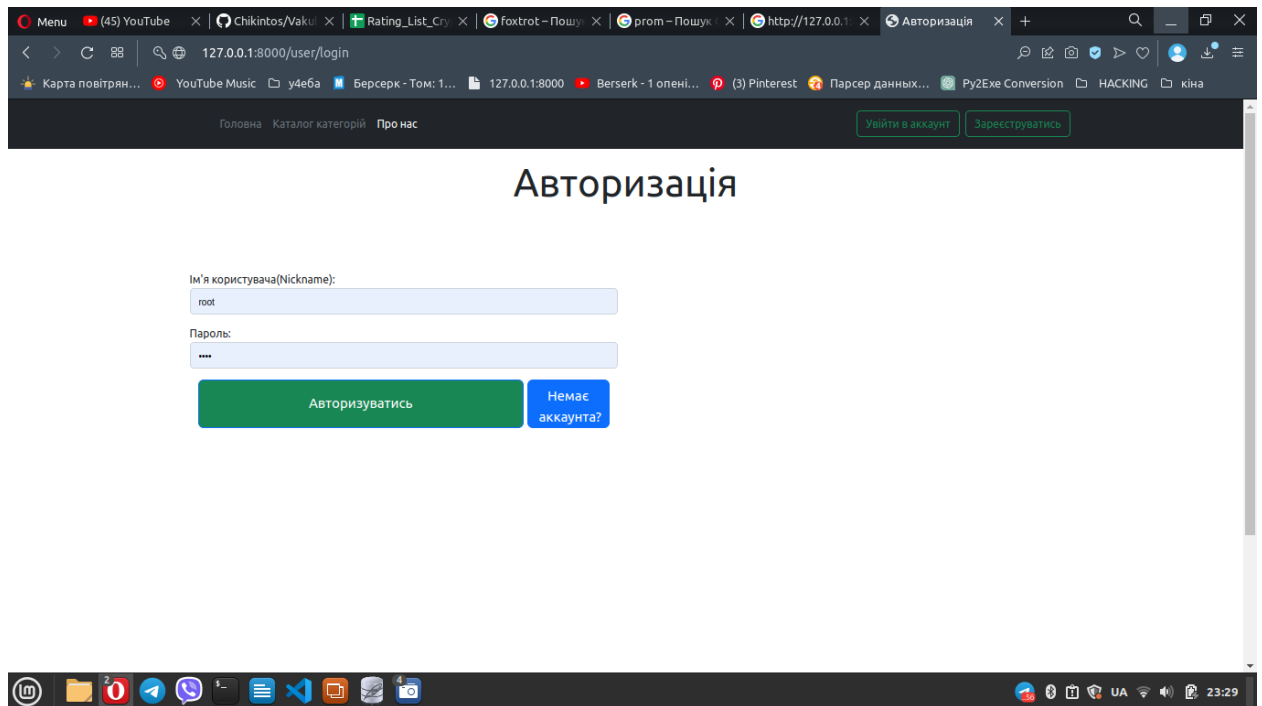 Menu (45) YouTube Chikintos/Vakul Rating_List_Cry foxtrot – Пошук prom – Пошук http://127.0.0.1: Авторизація
127.0.0.1:8000/user/login
Карта повітрян... YouTube Music у4еба Берсерк - Том: 1... 127.0.0.1:8000 Berserk - 1 опені... (3) Pinterest Парсер данных... Py2Exe Conversion HACKING кіна
Головна Каталог категорій Про нас Увійти в аккаунт Зареєструватись
Авторизація
Ім'я користувача(Nickname):
root
Пароль:
••••
Авторизуватись
Немає
аккаунта?
2 4 56 UA 23:29